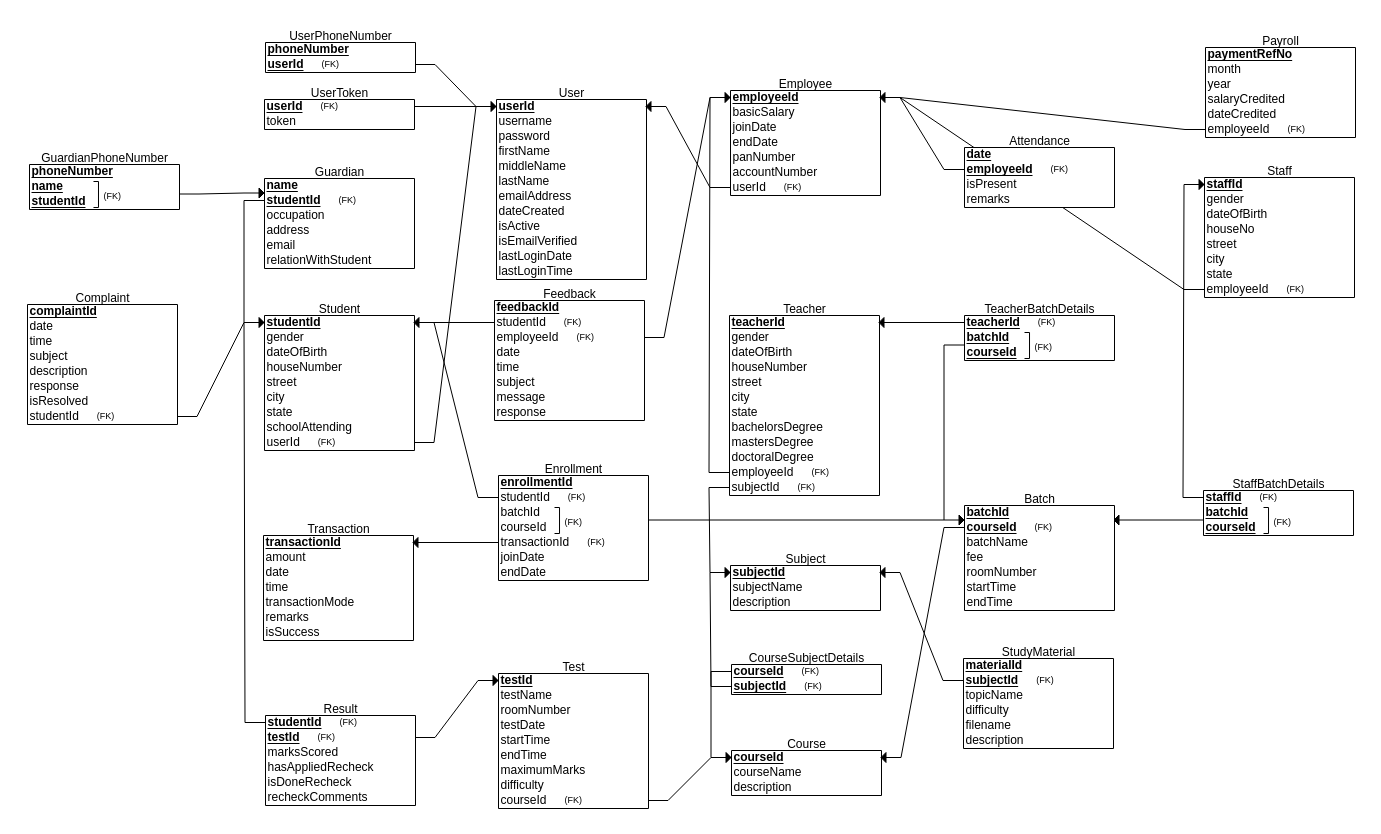 UserPhoneNumber
phoneNumber
userId (FK)
UserToken
userId (FK)
token
GuardianPhoneNumber
phoneNumber
name
studentId (FK)
Guardian
name
studentId (FK)
occupation
address
email
relationWithStudent
Complaint
complaintId
date
time
subject
description
response
isResolved
studentId (FK)
Student
studentId
gender
dateOfBirth
houseNumber
street
city
state
schoolAttending
userId (FK)
Transaction
transactionId
amount
date
time
transactionMode
remarks
isSuccess
Result
studentId (FK)
testId (FK)
marksScored
hasAppliedRecheck
isDoneRecheck
recheckComments
User
userId
username
password
firstName
middleName
lastName
emailAddress
dateCreated
isActive
isEmailVerified
lastLoginDate
lastLoginTime
Feedback
feedbackId
studentId (FK)
employeeId (FK)
date
time
subject
message
response
Enrollment
enrollmentId
studentId (FK)
batchId
courseId (FK)
transactionId (FK)
joinDate
endDate
Test
testId
testName
roomNumber
testDate
startTime
endTime
maximumMarks
difficulty
courseId (FK)
Employee
employeeId
basicSalary
joinDate
endDate
panNumber
accountNumber
userId (FK)
Teacher
teacherId
gender
dateOfBirth
houseNumber
street
city
state
bachelorsDegree
mastersDegree
doctoralDegree
employeeId (FK)
subjectId (FK)
Subject
subjectId
subjectName
description
CourseSubjectDetails
courseId (FK)
subjectId (FK)
Course
courseId
courseName
description
Attendance
date
employeeId (FK)
isPresent
remarks
TeacherBatchDetails
teacherId (FK)
batchId
courseId (FK)
Batch
batchId
courseId (FK)
batchName
fee
roomNumber
startTime
endTime
StudyMaterial
materialId
subjectId (FK)
topicName
difficulty
filename
description
Payroll
paymentRefNo
month
year
salaryCredited
dateCredited
employeeId (FK)
Staff
staffId
gender
dateOfBirth
houseNo
street
city
state
employeeId (FK)
StaffBatchDetails
staffId (FK)
batchId
courseId (FK)